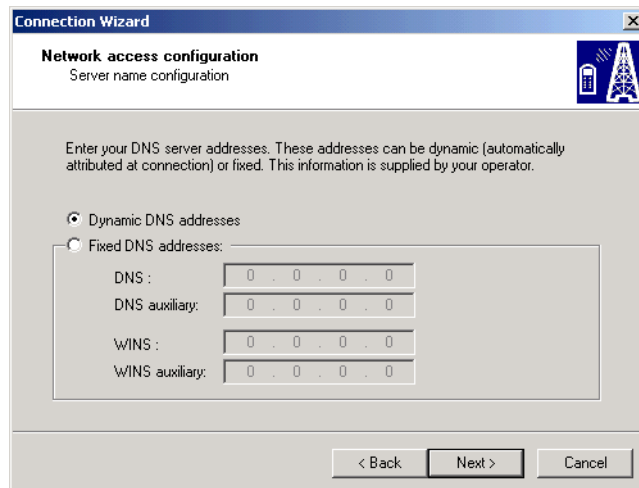 Connection Wizard
Network access configuration
Server name configuration
Enter your DNS server addresses. These addresses can be dynamic (automatically
attributed at connection) or fixed. This information is supplied by your operator.
Dynamic DNS addresses
Fixed DNS addresses:
DNS : 0 . 0 . 0 . 0
DNS auxiliary: 0 . 0 . 0 . 0
WINS : 0 . 0 . 0 . 0
WINS auxiliary: 0 . 0 . 0 . 0
< Back Next > Cancel